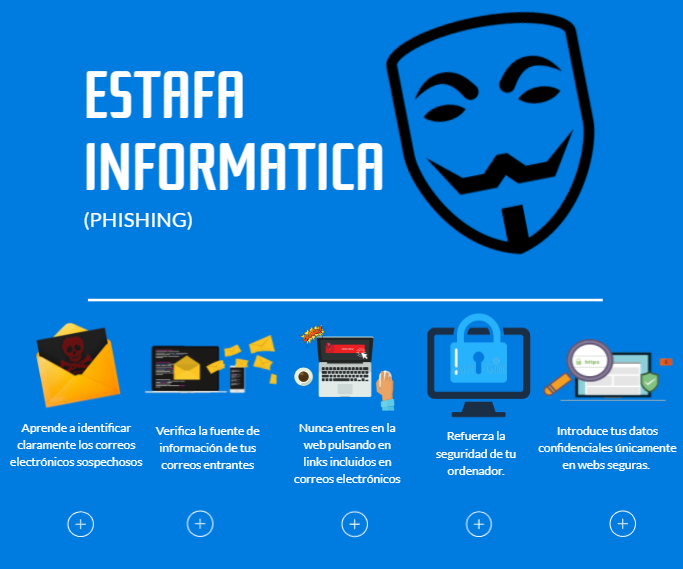 ESTAFA
INFORMATICA
(PHISHING)
Aprende a identificar
claramente los correos
electrónicos sospechosos
Verifica la fuente de
información de tus
correos entrantes
Nunca entres en la
web pulsando en
links incluidos en
correos electrónicos
Refuerza la
seguridad de tu
ordenador.
https
Introduce tus datos
confidenciales únicamente
en webs seguras.